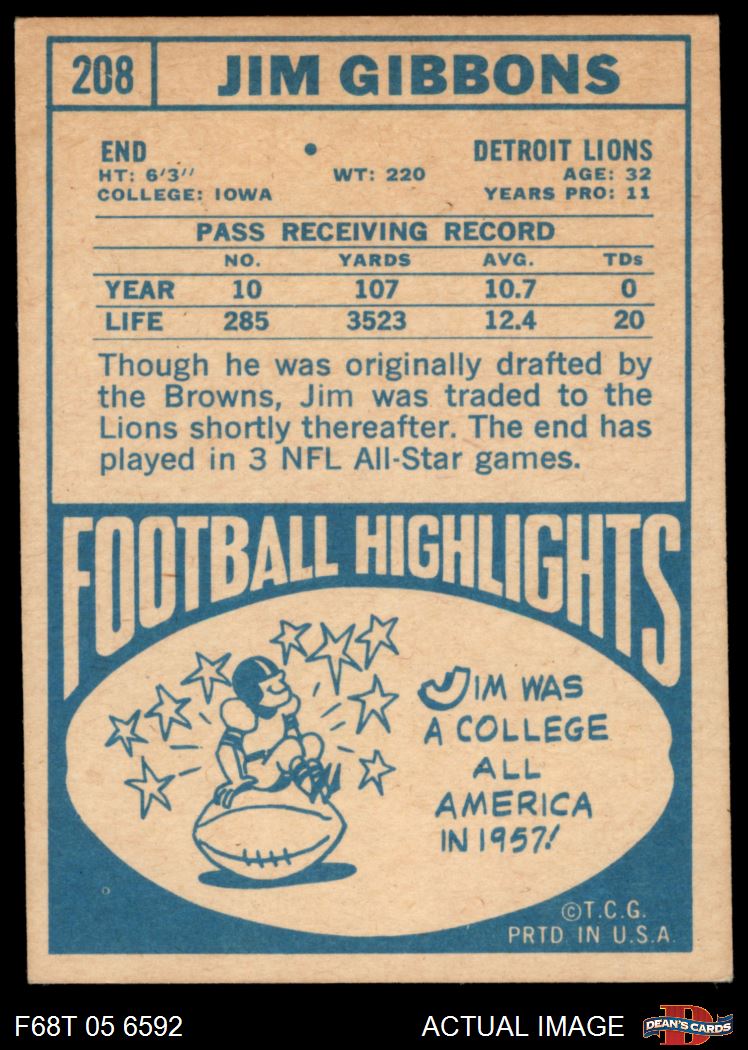 208 JIM GIBBONS
END • DETROIT LIONS
HT: 6'3'' WT: 220 AGE: 32
COLLEGE: IOWA YEARS PRO: 11
PASS RECEIVING RECORD
NO. YARDS AVG. TDs
YEAR 10 107 10.7 0
LIFE 285 3523 12.4 20
Though he was originally drafted by
the Browns, Jim was traded to the
Lions shortly thereafter. The end has
played in 3 NFL All-Star games.
FOOTBALL HIGHLIGHTS
JIM WAS
A COLLEGE
ALL
AMERICA
IN 1957!
©T.C.G.
PRTD IN U.S.A.
F68T 05 6592 ACTUAL IMAGE D DEAN'S CARDS